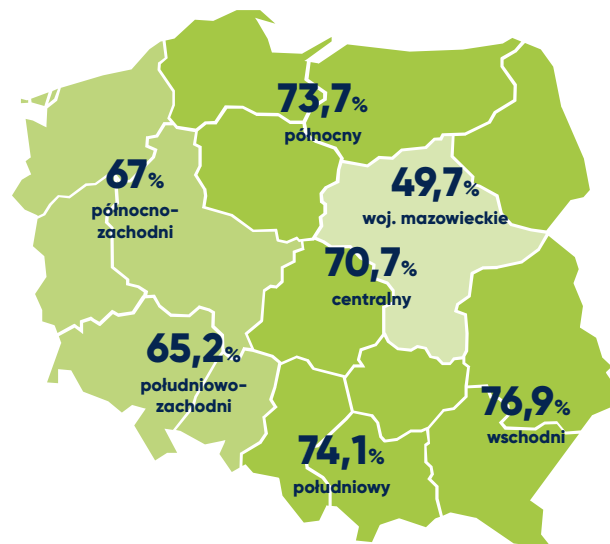 73,7%
północny
67%
północno-
zachodni
49,7%
woj. mazowieckie
70,7%
centralny
65,2%
południowo-
zachodni
76,9%
wschodni
74,1%
południowy